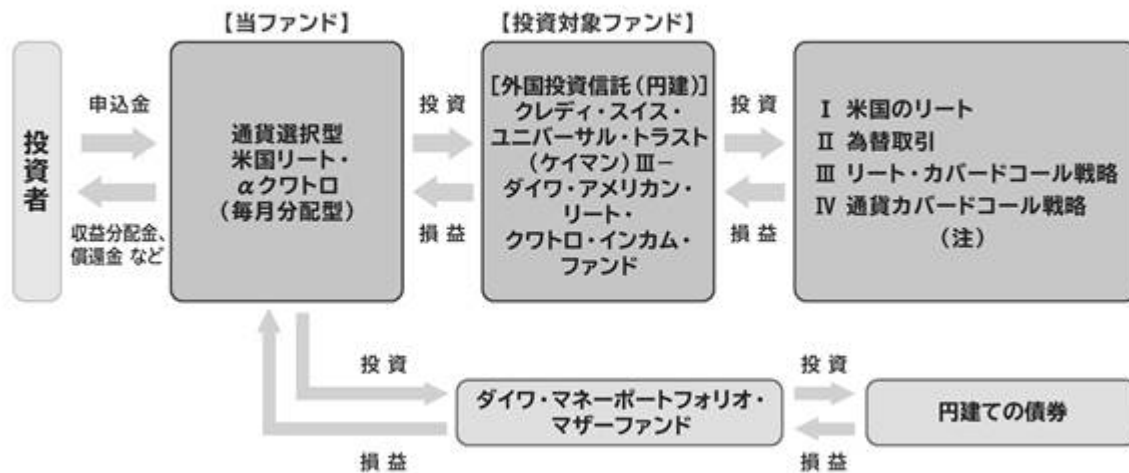 【当ファンド】
【投資対象ファンド】
投資者
申込金
収益分配金、
償還金 など
通貨選択型
米国リート・
αクワトロ
(毎月分配型)
投 資
損 益
[外国投資信託(円建)]
クレディ・スイス・
ユニバーサル・トラスト
(ケイマン)Ⅲ－
ダイワ・アメリカン・
リート・
クワトロ・インカム・
ファンド
投 資
損 益
Ⅰ 米国のリート
Ⅱ 為替取引
Ⅲ リート・カバードコール戦略
Ⅳ 通貨カバードコール戦略
(注)
投 資
損 益
ダイワ・マネーポートフォリオ・
マザーファンド
投 資
損 益
円建ての債券